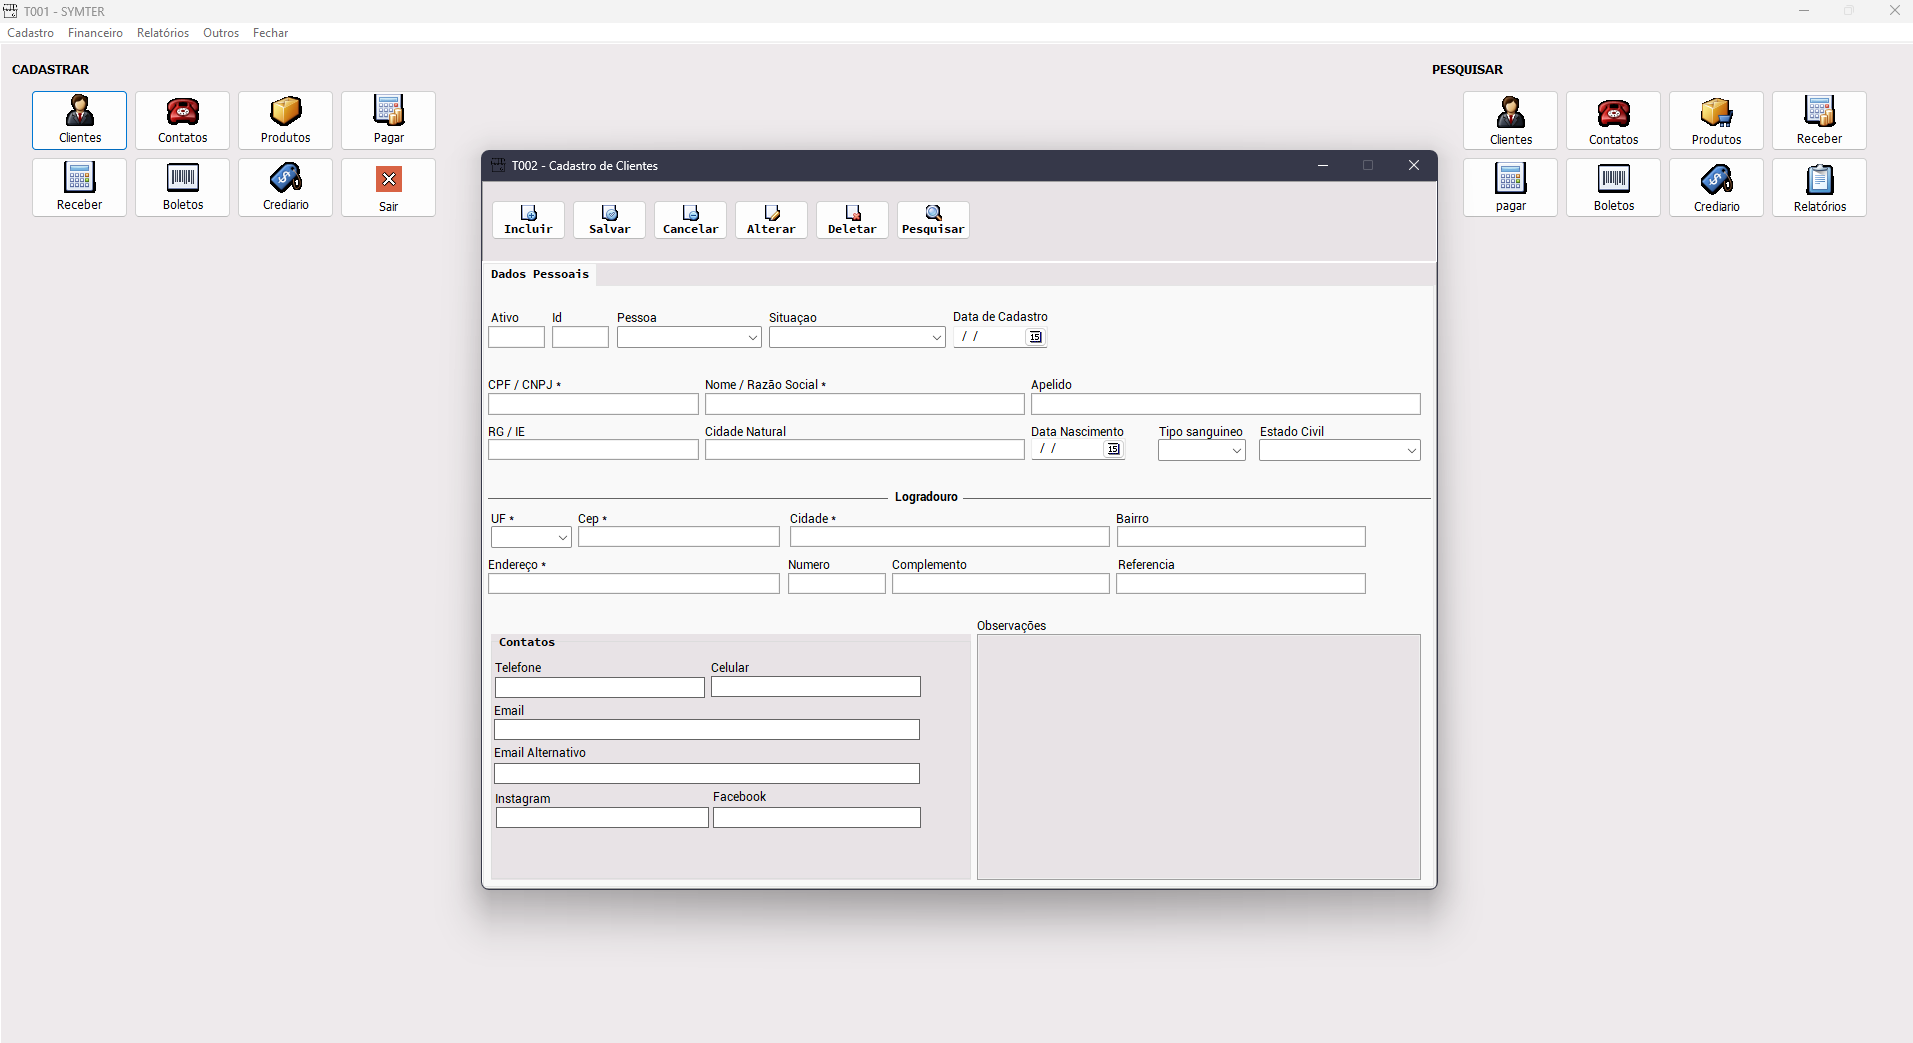 T001 - SYMTER
Cadastro Financeiro Relatórios Outros Fechar
CADASTRAR
Clientes Contatos Produtos Pagar
Receber Boletos Crediario Sair
PESQUISAR
Clientes Contatos Produtos Receber
pagar Boletos Crediario Relatórios
T002 - Cadastro de Clientes
Incluir Salvar Cancelar Alterar Deletar Pesquisar
Dados Pessoais
Ativo Id Pessoa Situaçao Data de Cadastro
/ / 15
CPF / CNPJ * Nome / Razão Social * Apelido
RG / IE Cidade Natural Data Nascimento Tipo sanguineo Estado Civil
/ / 15
Logradouro
UF * Cep * Cidade * Bairro
Endereço * Numero Complemento Referencia
Contatos
Telefone Celular
Email
Email Alternativo
Instagram Facebook
Observações